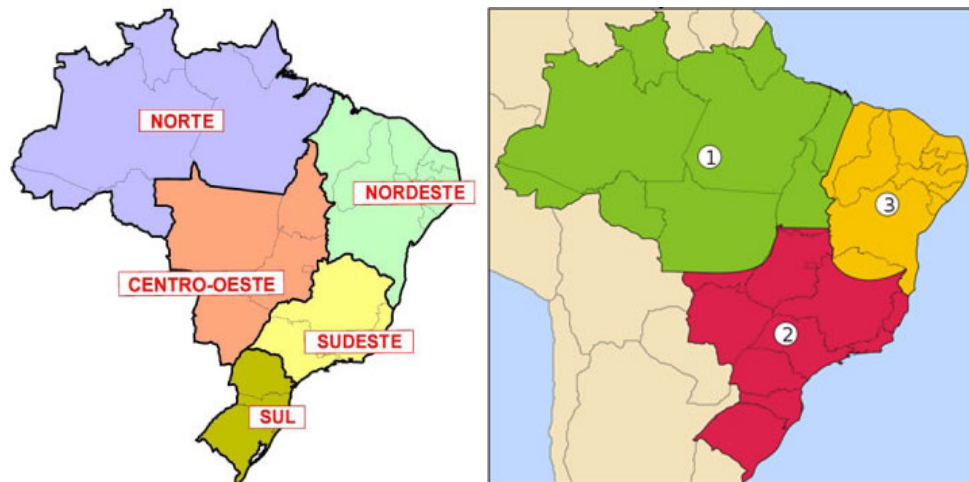 NORTE
NORDESTE
CENTRO-OESTE
SUDESTE
SUL
1
3
2